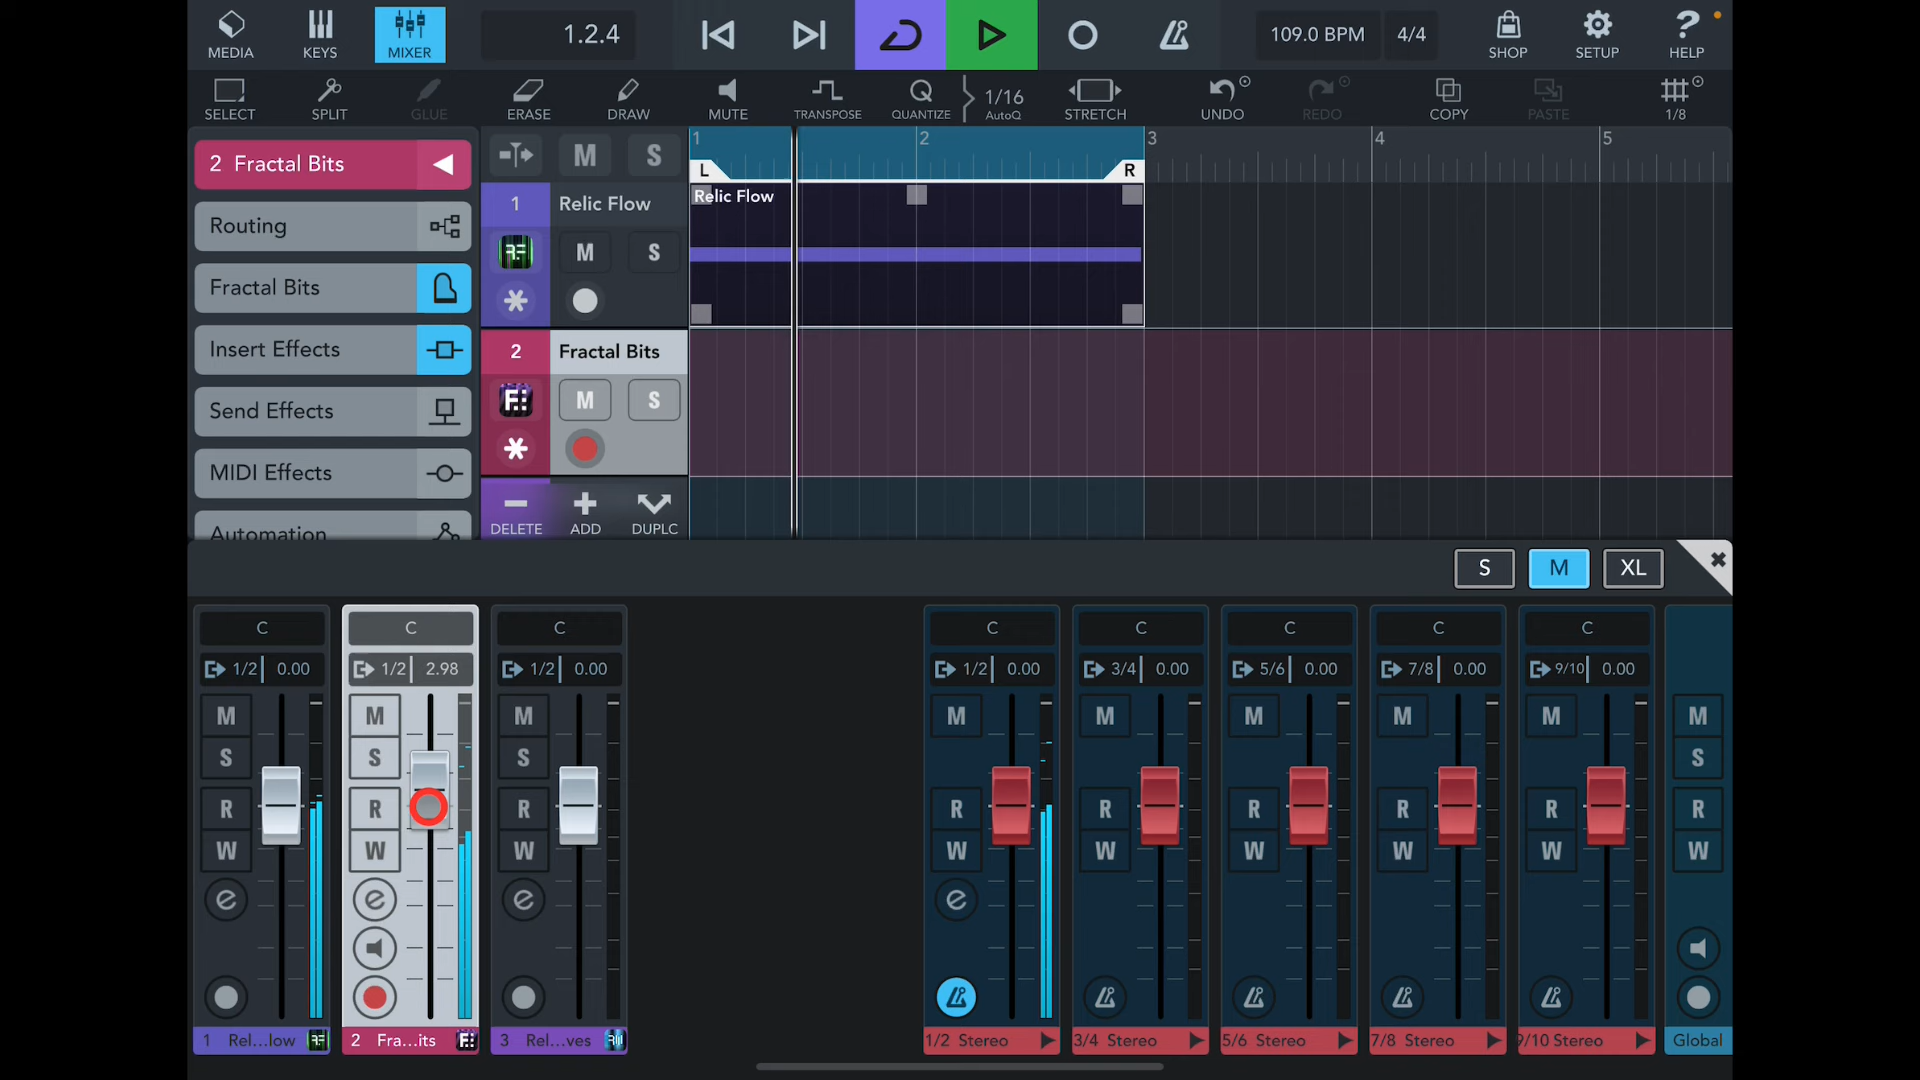 MEDIA
KEYS
MIXER
1.2.4
109.0 BPM
4/4
SHOP
SETUP
HELP
SELECT
SPLIT
GLUE
ERASE
DRAW
MUTE
TRANSPOSE
QUANTIZE
1/16
AutoQ
STRETCH
UNDO
REDO
COPY
PASTE
1/8
2 Fractal Bits
Routing
Fractal Bits
Insert Effects
Send Effects
MIDI Effects
Automation
M S
1 Relic Flow
M S
2 Fractal Bits
M S
DELETE ADD DUPLC
1 2 3 4 5
L R
Relic Flow
S M XL
C C C C C C C C
1/2 0.00
1/2 2.98
1/2 0.00
1/2 0.00
3/4 0.00
5/6 0.00
7/8 0.00
9/10 0.00
M M M M M M M M M
S S S S
R R R R R R R R R
W W W W W W W W W
e e e e
1 Rel...low
2 Fra...its
3 Rel...ves
1/2 Stereo
3/4 Stereo
5/6 Stereo
7/8 Stereo
9/10 Stereo
Global